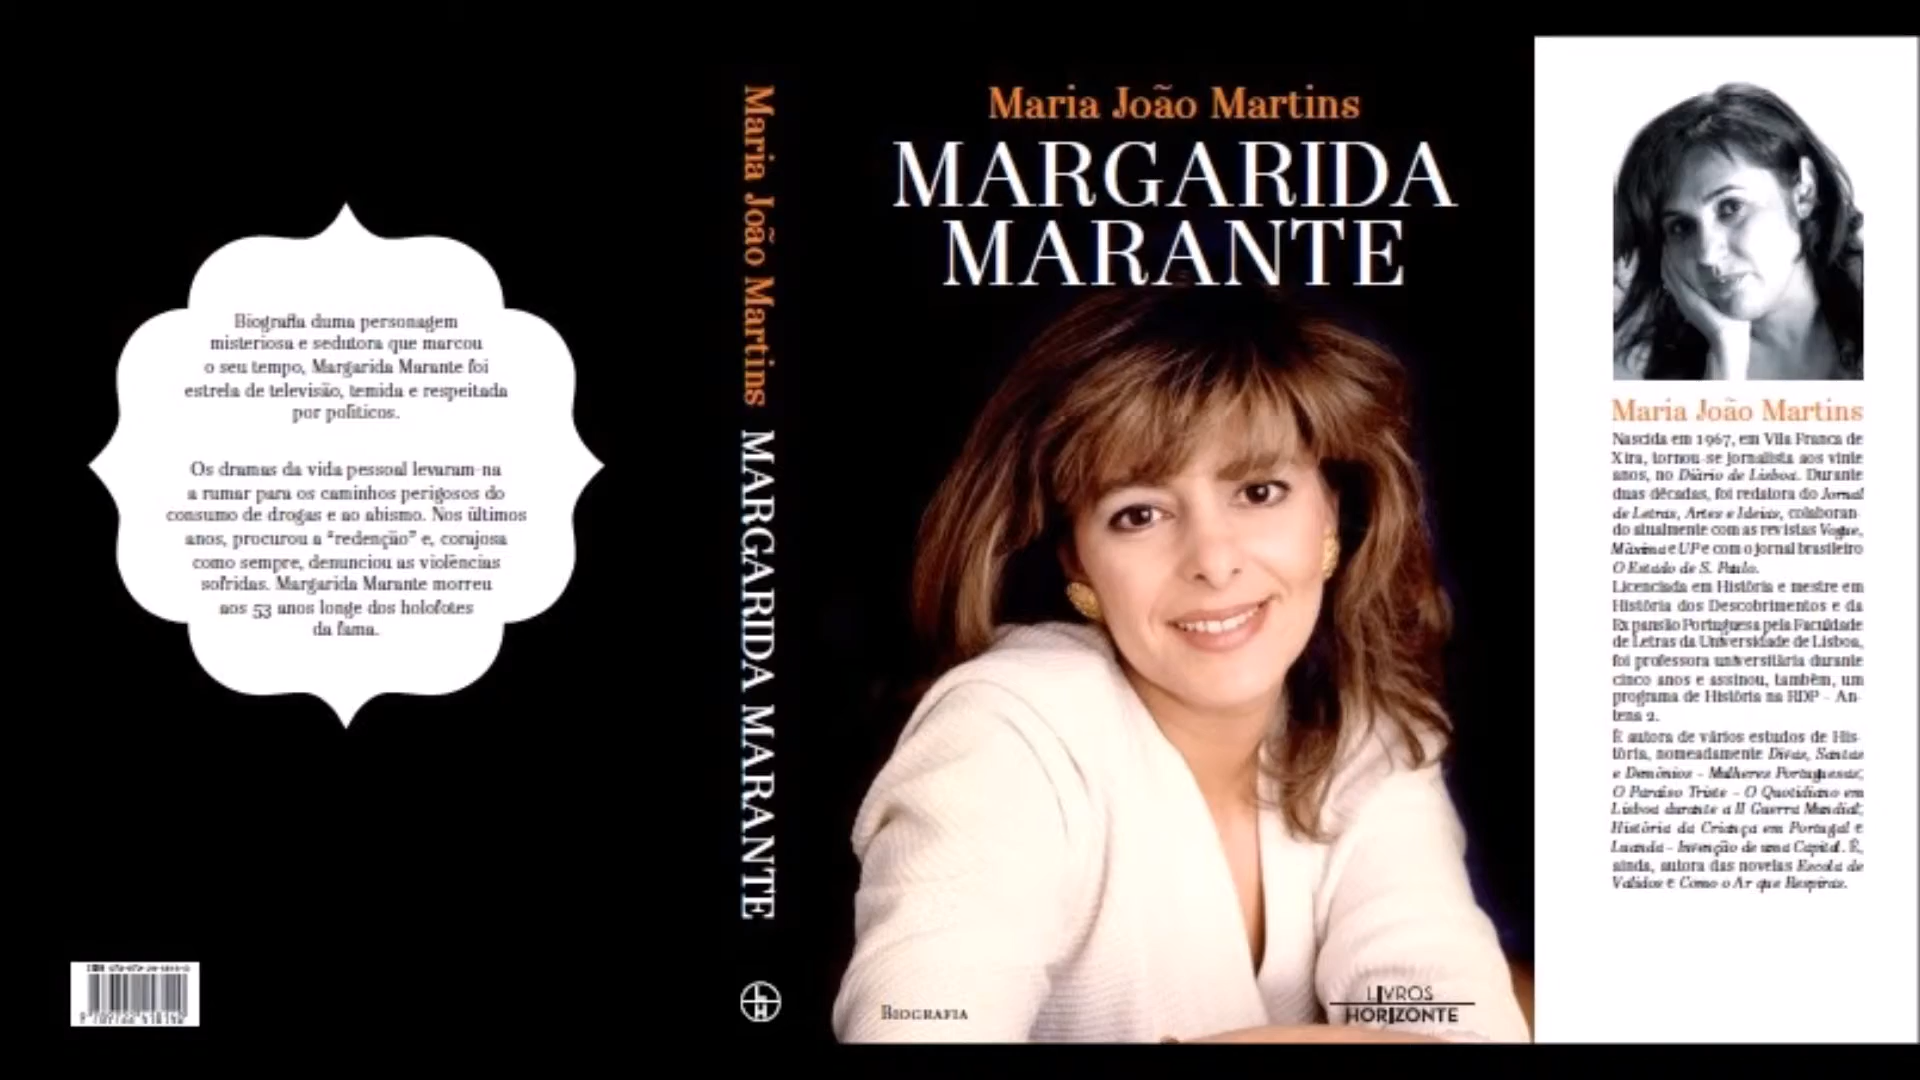 Biografia duma personagem
misteriosa e sedutora que marcou
o seu tempo, Margarida Marante foi
estrela de televisão, temida e respeitada
por políticos.
Os dramas da vida pessoal levaram-na
a rumar para os caminhos perigosos do
consumo de drogas e ao abismo. Nos últimos
anos, procurou a “redenção” e, corajosa
como sempre, denunciou as violências
sofridas. Margarida Marante morreu
aos 53 anos longe dos holofotes
da fama.
Maria João Martins MARGARIDA MARANTE
Maria João Martins
MARGARIDA
MARANTE
BIOGRAFIA
LIVROS
HORIZONTE
Maria João Martins
Nascida em 1967, em Vila Franca de
Xira, tornou-se jornalista aos vinte
anos, no Diário de Lisboa. Durante
duas décadas, foi redatora do Jornal
de Letras, Artes e Ideias, colaboran-
do atualmente com as revistas Vogue,
Máxima e UP e com o jornal brasileiro
O Estado de S. Paulo.
Licenciada em História e mestre em
História dos Descobrimentos e da
Expansão Portuguesa pela Faculdade
de Letras da Universidade de Lisboa,
foi professora universitária durante
cinco anos e assinou, também, um
programa de História na RDP – An-
tena 2.
É autora de vários estudos de His-
tória, nomeadamente Divas, Santas
e Demónios – Mulheres Portuguesas;
O Paraíso Triste – O Quotidiano em
Lisboa durante a II Guerra Mundial;
História da Criança em Portugal e
Luanda – Invenção de uma Capital. É,
ainda, autora das novelas Escola de
Validos e Como o Ar que Respiras.